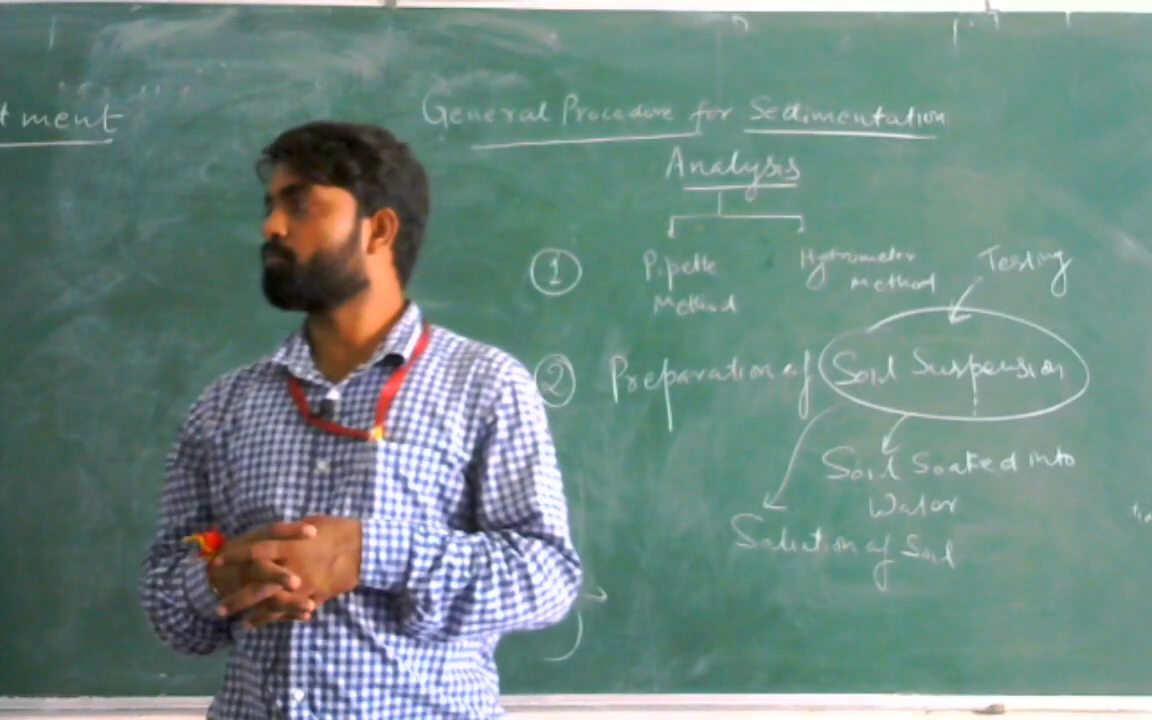 tment
General Procedure for Sedimentation
Analysis
1 Pipette Hydrometer Testing
Method Method
2 Preparation of Soil Suspension
Soil Soaked into
Water
Solution of Soil